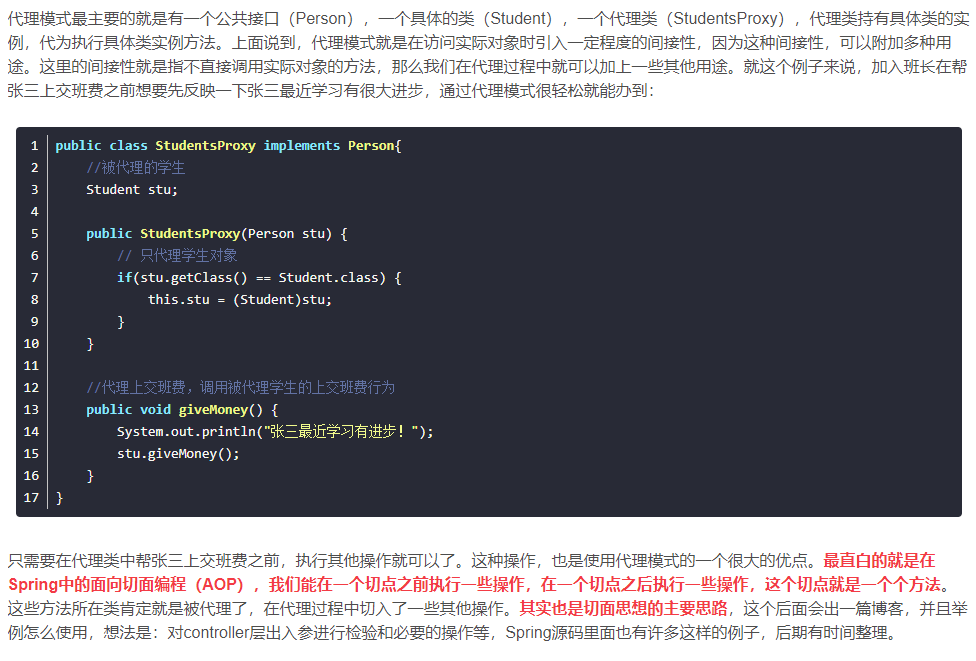 代理模式最主要的就是有一个公共接口（Person），一个具体的类（Student），一个代理类（StudentsProxy），代理类持有具体类的实
例，代为执行具体类实例方法。上面说到，代理模式就是在访问实际对象时引入一定程度的间接性，因为这种间接性，可以附加多种用
途。这里的间接性就是指不直接调用实际对象的方法，那么我们在代理过程中就可以加上一些其他用途。就这个例子来说，加入班长在帮
张三上交班费之前想要先反映一下张三最近学习有很大进步，通过代理模式很轻松就能办到：
1 public class StudentsProxy implements Person{
2     //被代理的学生
3     Student stu;
4
5     public StudentsProxy(Person stu) {
6         // 只代理学生对象
7         if(stu.getClass() == Student.class) {
8             this.stu = (Student)stu;
9         }
10     }
11
12     //代理上交班费，调用被代理学生的上交班费行为
13     public void giveMoney() {
14         System.out.println("张三最近学习有进步！");
15         stu.giveMoney();
16     }
17 }
只需要在代理类中帮张三上交班费之前，执行其他操作就可以了。这种操作，也是使用代理模式的一个很大的优点。最直白的就是在
Spring中的面向切面编程（AOP），我们能在一个切点之前执行一些操作，在一个切点之后执行一些操作，这个切点就是一个个方法。
这些方法所在类肯定就是被代理了，在代理过程中切入了一些其他操作。其实也是切面思想的主要思路，这个后面会出一篇博客，并且举
例怎么使用，想法是：对controller层出入参进行检验和必要的操作等，Spring源码里面也有许多这样的例子，后期有时间整理。